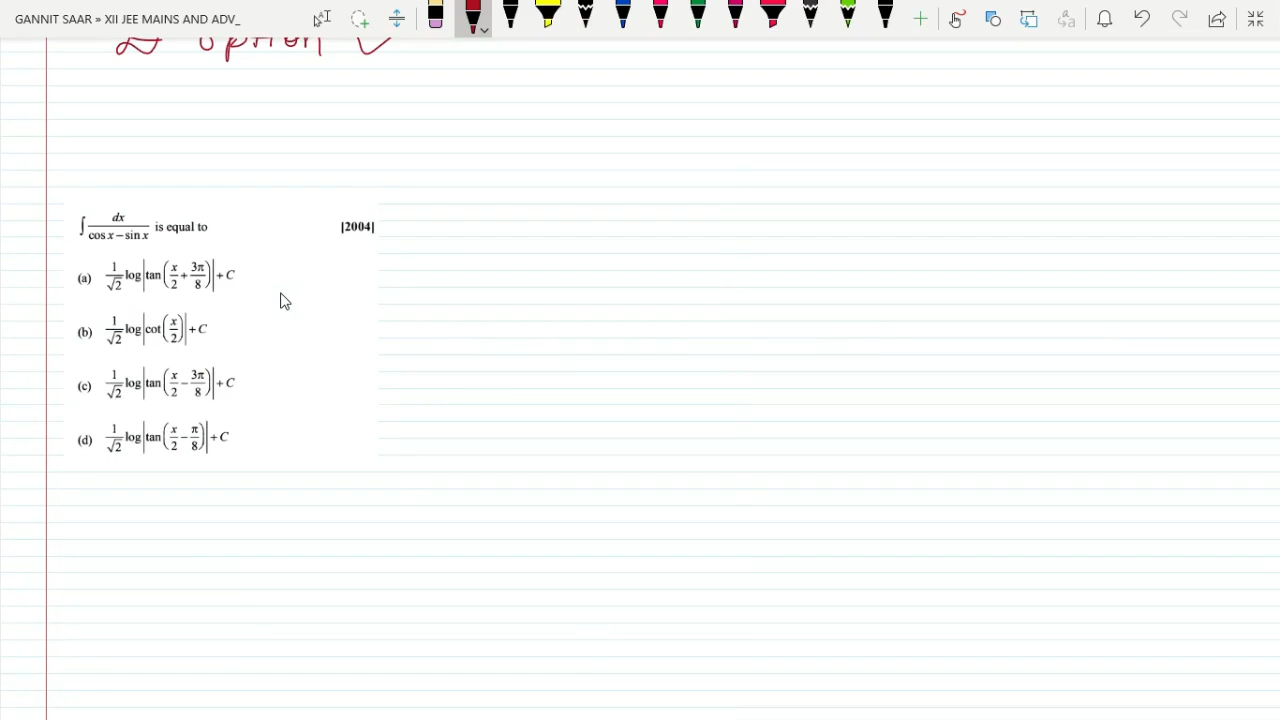 GANNIT SAAR » XII JEE MAINS AND ADV_
option C
∫ dx / (cos x – sin x) is equal to [2004]
(a) 1/√2 log |tan (x/2 + 3π/8)| + C
(b) 1/√2 log |cot (x/2)| + C
(c) 1/√2 log |tan (x/2 – 3π/8)| + C
(d) 1/√2 log |tan (x/2 – π/8)| + C